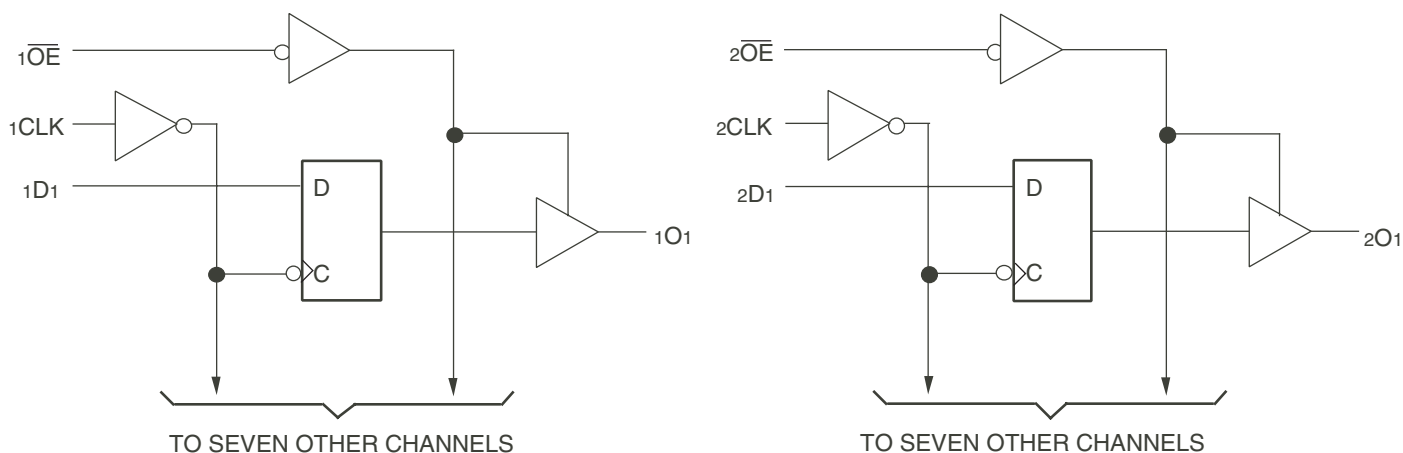 1OE
1CLK
1D1
D
C
1O1
TO SEVEN OTHER CHANNELS
2OE
2CLK
2D1
D
C
2O1
TO SEVEN OTHER CHANNELS